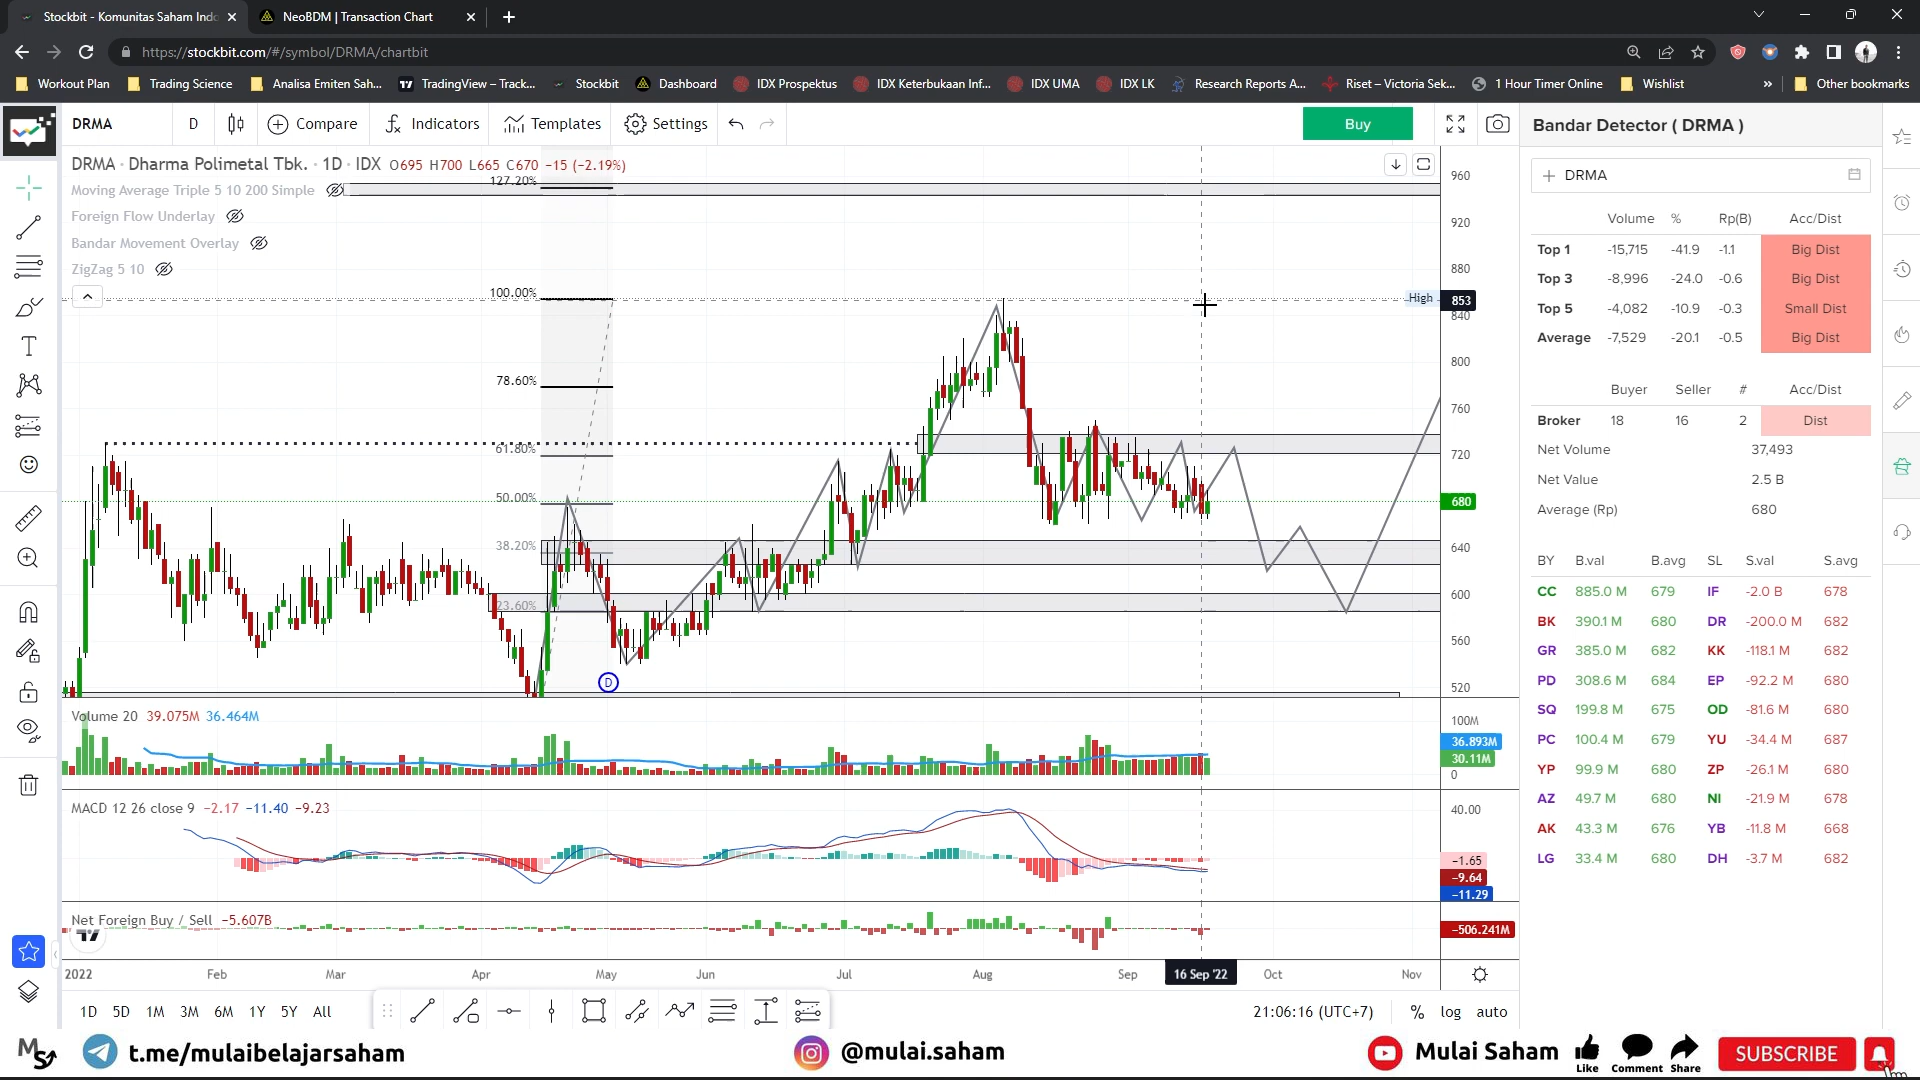 Stockbit - Komunitas Saham Indo
NeoBDM | Transaction Chart
https://stockbit.com/#/symbol/DRMA/chartbit
Workout Plan
Trading Science
Analisa Emiten Sah...
TradingView – Track...
Stockbit
Dashboard
IDX Prospektus
IDX Keterbukaan Inf...
IDX UMA
IDX LK
Research Reports A...
Riset – Victoria Sek...
1 Hour Timer Online
Wishlist
»
Other bookmarks
DRMA
D
Compare
Indicators
Templates
Settings
Buy
Bandar Detector ( DRMA )
DRMA · Dharma Polimetal Tbk. · 1D · IDX O695 H700 L665 C670 −15 (−2.19%)
Moving Average Triple 5 10 200 Simple
Foreign Flow Underlay
Bandar Movement Overlay
ZigZag 5 10
127.20%
100.00%
78.60%
61.80%
50.00%
38.20%
23.60%
D
High
853
960
920
880
840
800
760
720
680
640
600
560
520
Volume 20 39.075M 36.464M
100M
36.893M
30.11M
0
MACD 12 26 close 9 −2.17 −11.40 −9.23
40.00
−1.65
−9.64
−11.29
Net Foreign Buy / Sell −5.607B
−506.241M
2022 Feb Mar Apr May Jun Jul Aug Sep 16 Sep '22 Oct Nov
1D 5D 1M 3M 6M 1Y 5Y All
21:06:16 (UTC+7) % log auto
DRMA
Volume % Rp(B) Acc/Dist
Top 1 -15,715 -41.9 -1.1 Big Dist
Top 3 -8,996 -24.0 -0.6 Big Dist
Top 5 -4,082 -10.9 -0.3 Small Dist
Average -7,529 -20.1 -0.5 Big Dist
Buyer Seller # Acc/Dist
Broker 18 16 2 Dist
Net Volume 37,493
Net Value 2.5 B
Average (Rp) 680
BY B.val B.avg SL S.val S.avg
CC 885.0 M 679 IF -2.0 B 678
BK 390.1 M 680 DR -200.0 M 682
GR 385.0 M 682 KK -118.1 M 682
PD 308.6 M 684 EP -92.2 M 680
SQ 199.8 M 675 OD -81.6 M 680
PC 100.4 M 679 YU -34.4 M 687
YP 99.9 M 680 ZP -26.1 M 680
AZ 49.7 M 680 NI -21.9 M 678
AK 43.3 M 676 YB -11.8 M 668
LG 33.4 M 680 DH -3.7 M 682
MS t.me/mulaibelajarsaham
@mulai.saham
Mulai Saham
Like Comment Share
SUBSCRIBE